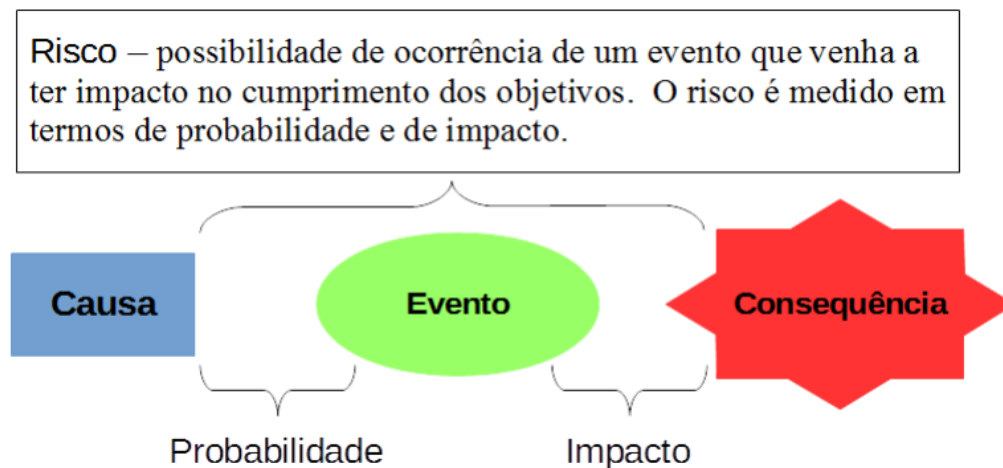 Risco – possibilidade de ocorrência de um evento que venha a
ter impacto no cumprimento dos objetivos.  O risco é medido em
termos de probabilidade e de impacto.
Causa
Evento
Consequência
Probabilidade
Impacto